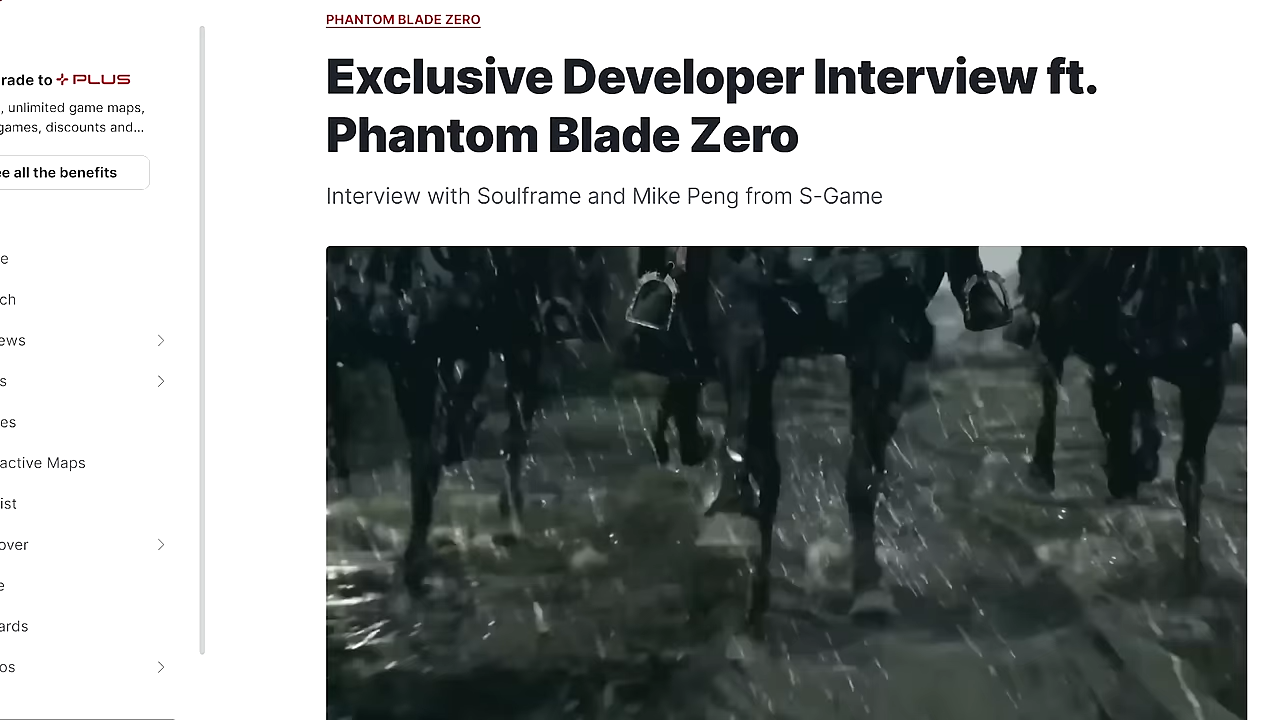 PHANTOM BLADE ZERO
Exclusive Developer Interview ft.
Phantom Blade Zero
Interview with Soulframe and Mike Peng from S-Game
rade to PLUS
, unlimited game maps,
games, discounts and...
e all the benefits
e
ch
ews
s
es
active Maps
ist
over
e
ards
os